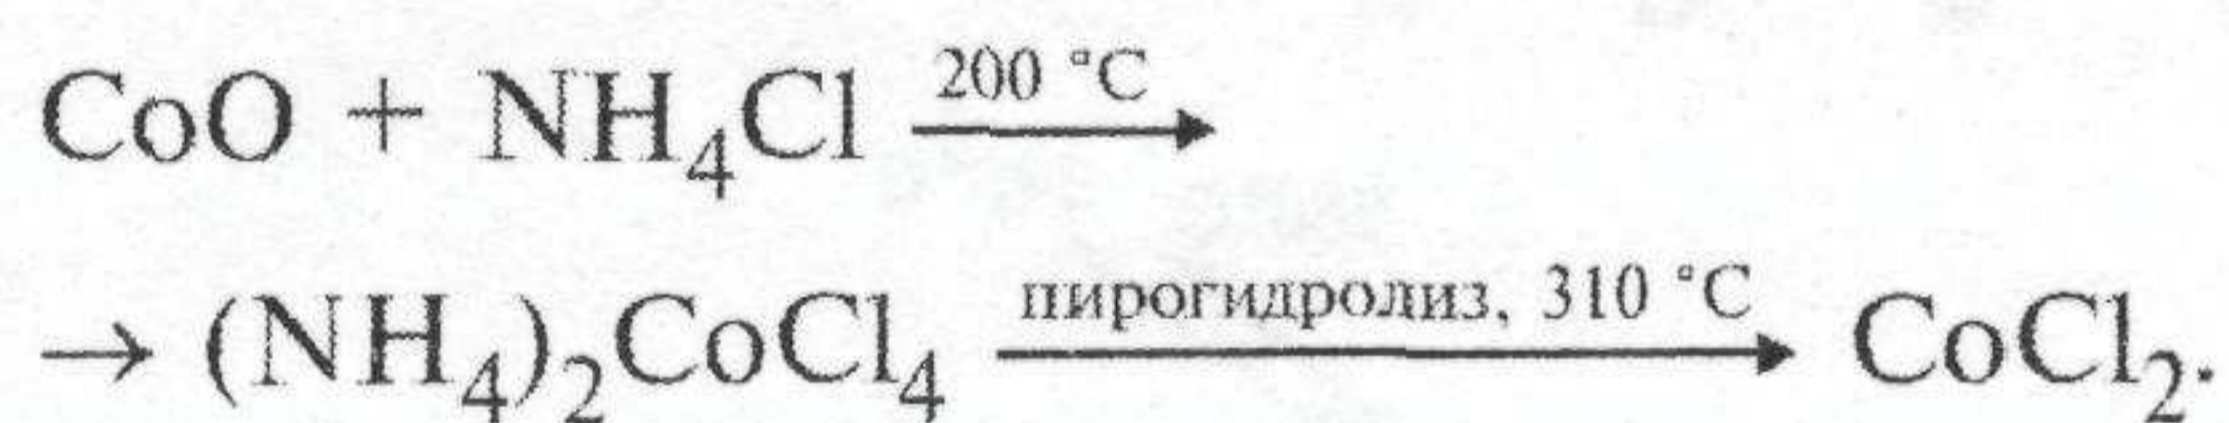 CoO + NH₄Cl 200 °C →
→ (NH₄)₂CoCl₄ пирогидролиз, 310 °C → CoCl₂.